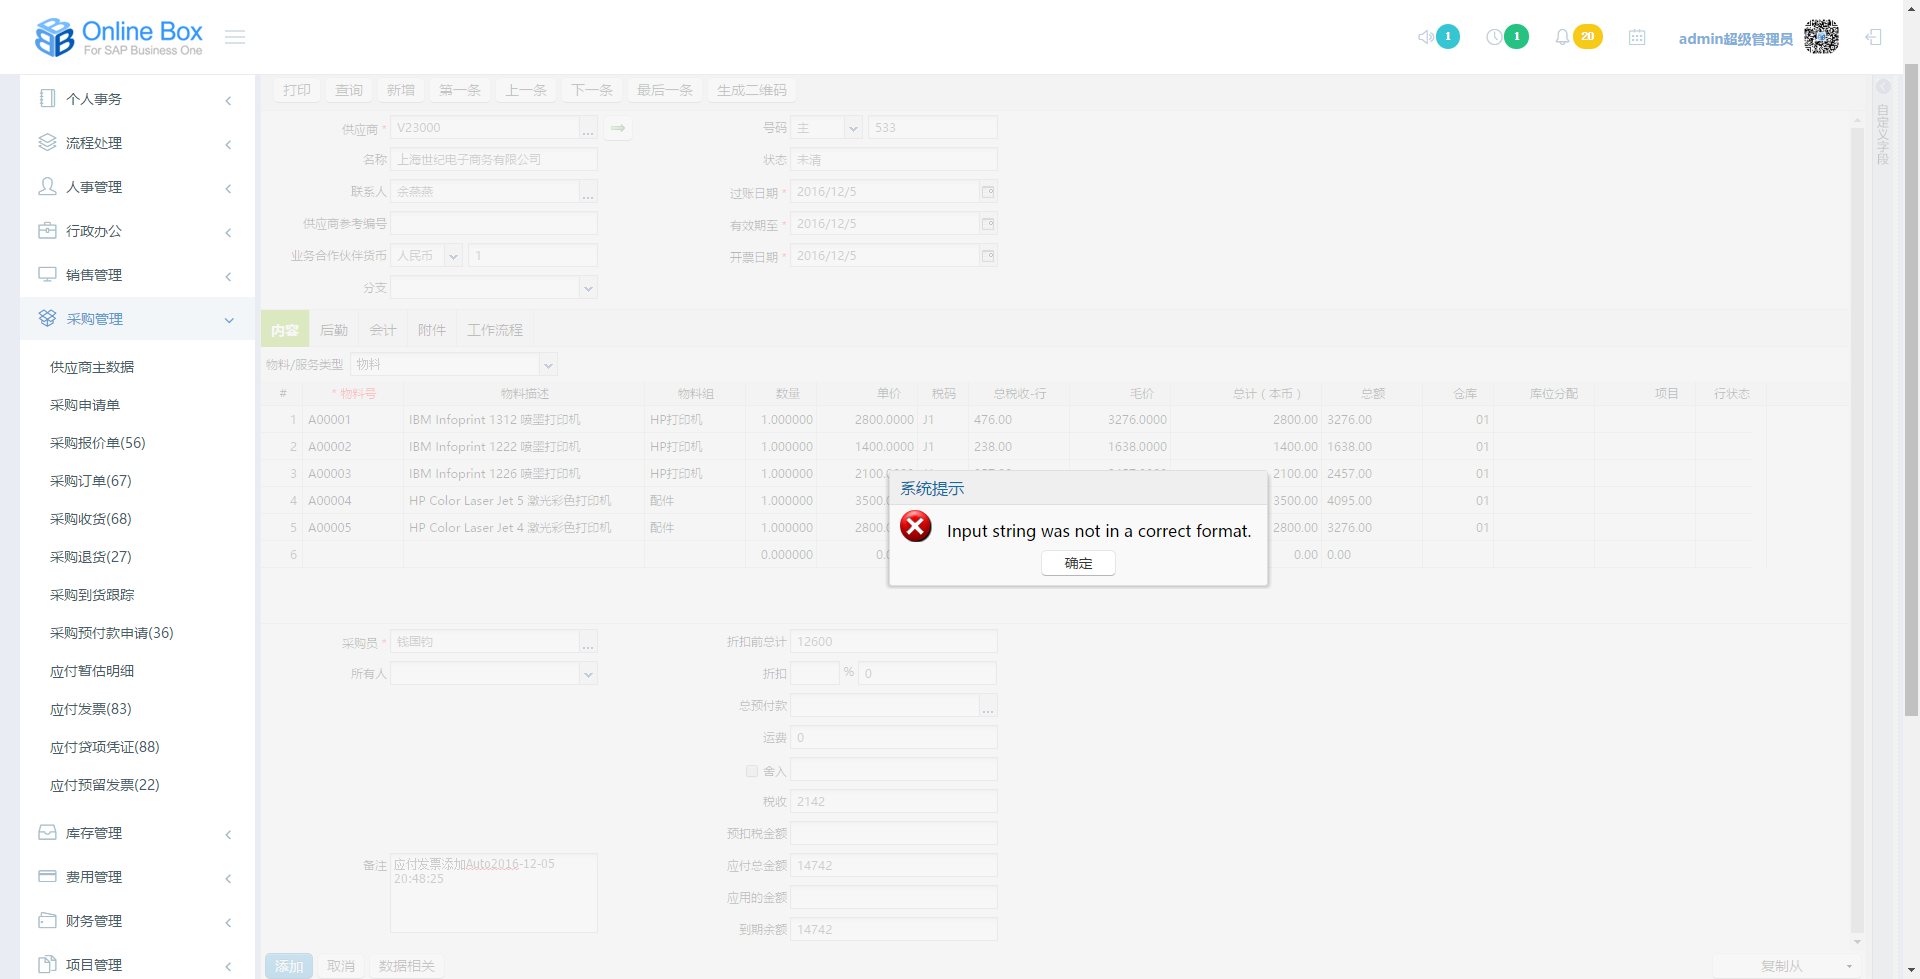 Online Box
For SAP Business One
1
1
20
admin超级管理员
个人事务
流程处理
人事管理
行政办公
销售管理
采购管理
供应商主数据
采购申请单
采购报价单(56)
采购订单(67)
采购收货(68)
采购退货(27)
采购到货跟踪
采购预付款申请(36)
应付暂估明细
应付发票(83)
应付贷项凭证(88)
应付预留发票(22)
库存管理
费用管理
财务管理
项目管理
打印 查询 新增 第一条 上一条 下一条 最后一条 生成二维码
供应商 * V23000 ...
名称 上海世纪电子商务有限公司
联系人 余燕燕 ...
供应商参考编号
业务合作伙伴货币 人民币 1
分支
号码 主 533
状态 未清
过账日期 * 2016/12/5
有效期至 * 2016/12/5
开票日期 * 2016/12/5
自定义字段
内容 后勤 会计 附件 工作流程
物料/服务类型 物料
# * 物料号 物料描述 物料组 数量 单价 税码 总税收-行 毛价 总计（本币） 总额 仓库 库位分配 项目 行状态
1 A00001 IBM Infoprint 1312 喷墨打印机 HP打印机 1.000000 2800.0000 J1 476.00 3276.0000 2800.00 3276.00 01
2 A00002 IBM Infoprint 1222 喷墨打印机 HP打印机 1.000000 1400.0000 J1 238.00 1638.0000 1400.00 1638.00 01
3 A00003 IBM Infoprint 1226 喷墨打印机 HP打印机 1.000000 2100.0000 2100.00 2457.00 01
4 A00004 HP Color Laser Jet 5 激光彩色打印机 配件 1.000000 3500. 3500.00 4095.00 01
5 A00005 HP Color Laser Jet 4 激光彩色打印机 配件 1.000000 2800. 2800.00 3276.00 01
6 0.000000 0. 0.00 0.00
系统提示
Input string was not in a correct format.
确定
采购员 * 钱国钧 ...
所有人
备注 应付发票添加Auto2016-12-05
20:48:25
折扣前总计 12600
折扣 % 0
总预付款 ...
运费 0
舍入
税收 2142
预扣税金额
应付总金额 14742
应用的金额
到期余额 14742
添加 取消 数据相关
复制从